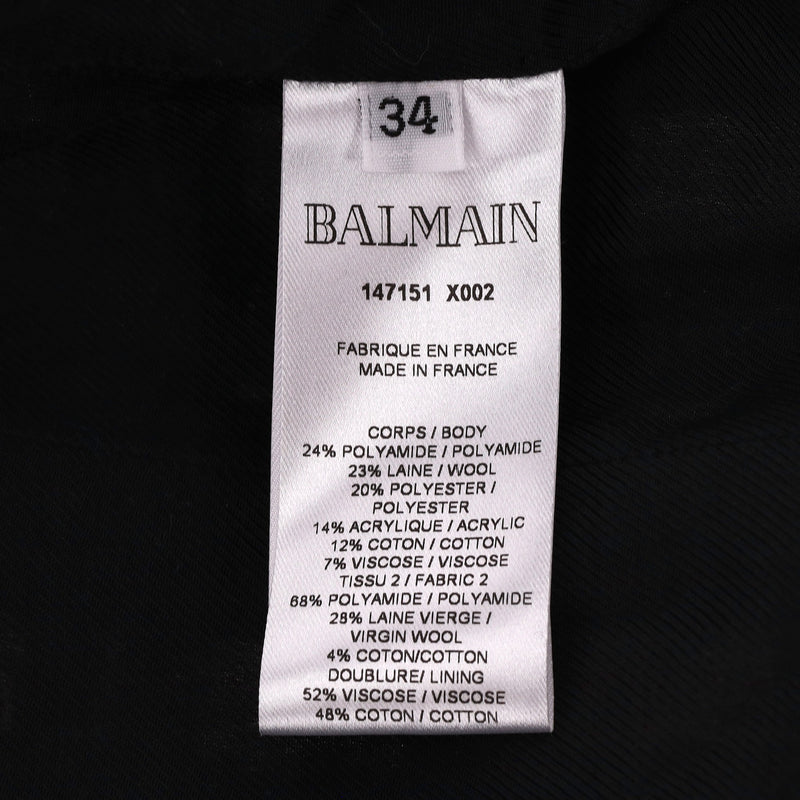 34
BALMAIN
147151 X002
FABRIQUE EN FRANCE
MADE IN FRANCE
CORPS / BODY
24% POLYAMIDE / POLYAMIDE
23% LAINE / WOOL
20% POLYESTER /
POLYESTER
14% ACRYLIQUE / ACRYLIC
12% COTON / COTTON
7% VISCOSE / VISCOSE
TISSU 2 / FABRIC 2
68% POLYAMIDE / POLYAMIDE
28% LAINE VIERGE /
VIRGIN WOOL
4% COTON/COTTON
DOUBLURE/ LINING
52% VISCOSE / VISCOSE
48% COTON / COTTON